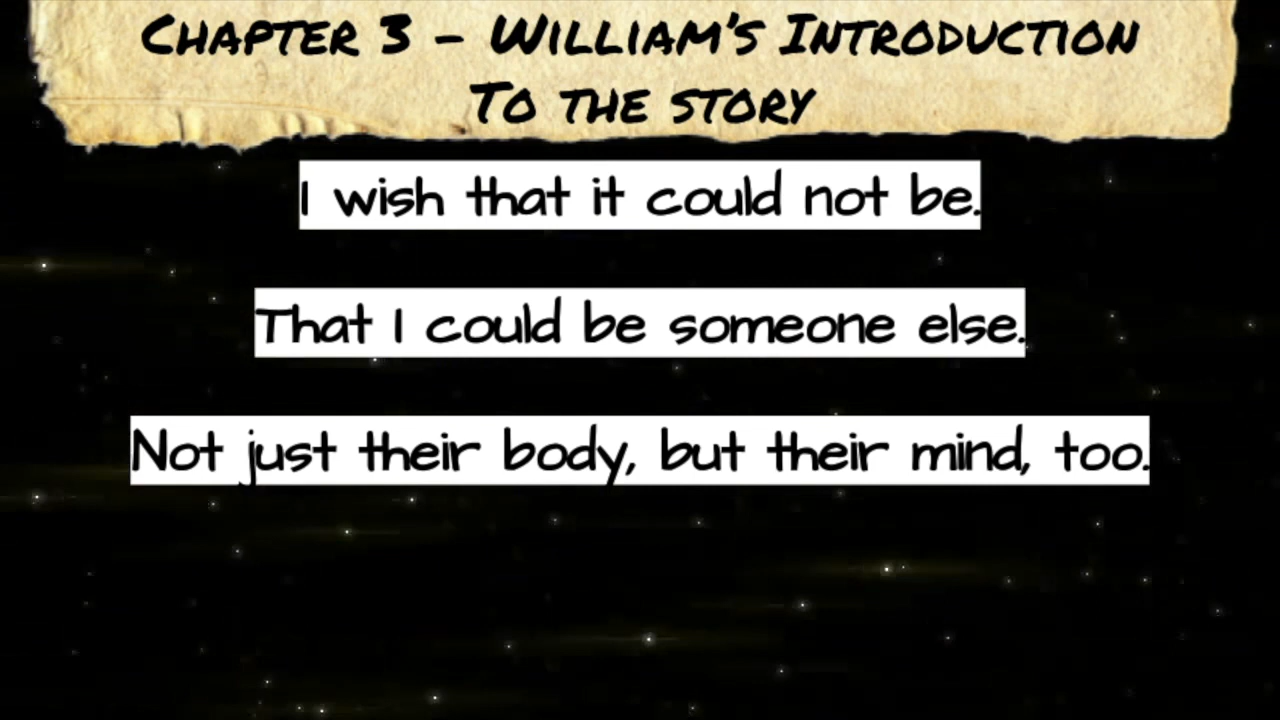 Chapter 3 - William's Introduction
To the story
I wish that it could not be.
That I could be someone else.
Not just their body, but their mind, too.